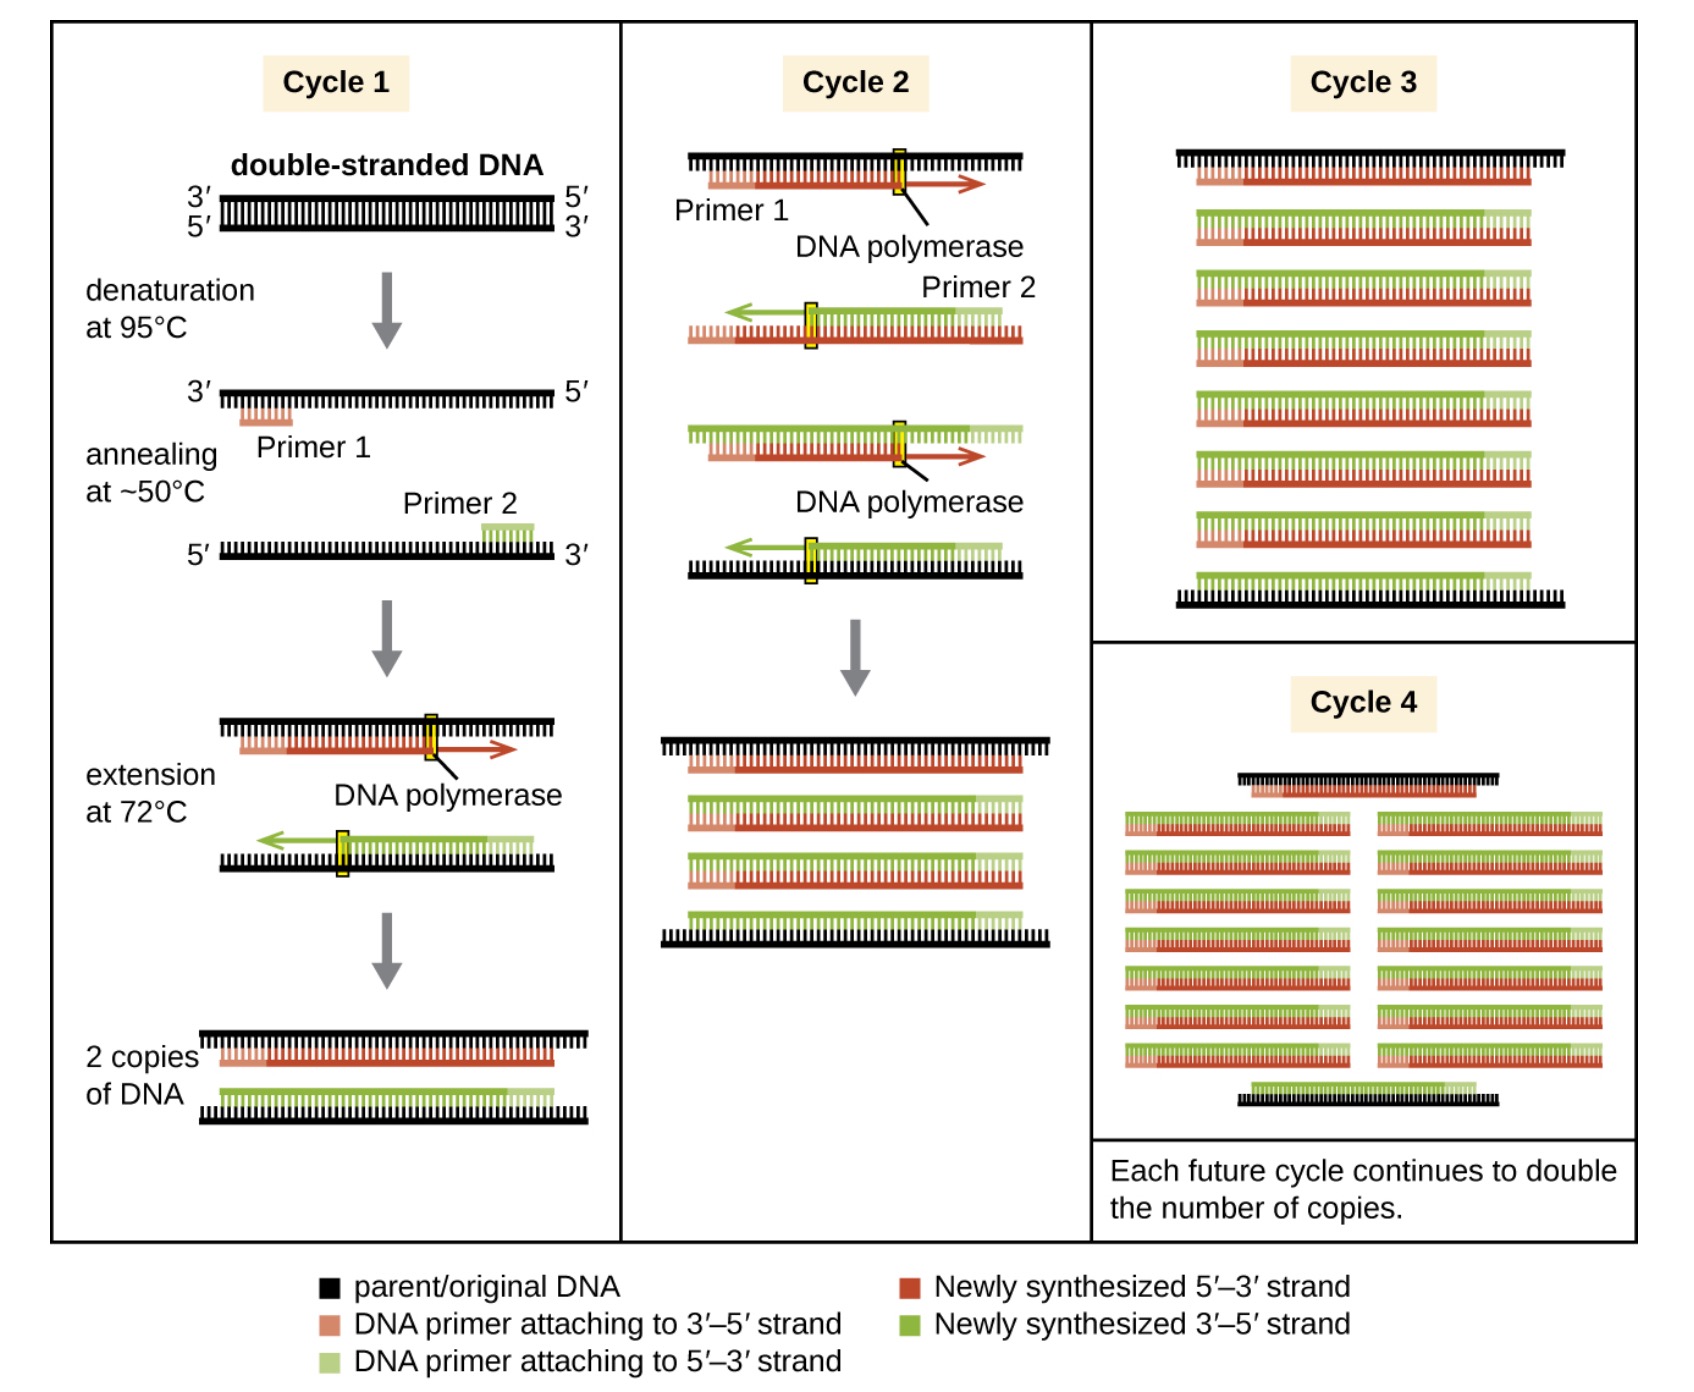 Cycle 1
double-stranded DNA
3′ 5′
5′ 3′
denaturation
at 95°C
3′ 5′
Primer 1
annealing
at ~50°C
Primer 2
5′ 3′
extension
at 72°C
DNA polymerase
2 copies
of DNA
Cycle 2
Primer 1
DNA polymerase
Primer 2
DNA polymerase
Cycle 3
Cycle 4
Each future cycle continues to double
the number of copies.
parent/original DNA
DNA primer attaching to 3′–5′ strand
DNA primer attaching to 5′–3′ strand
Newly synthesized 5′–3′ strand
Newly synthesized 3′–5′ strand